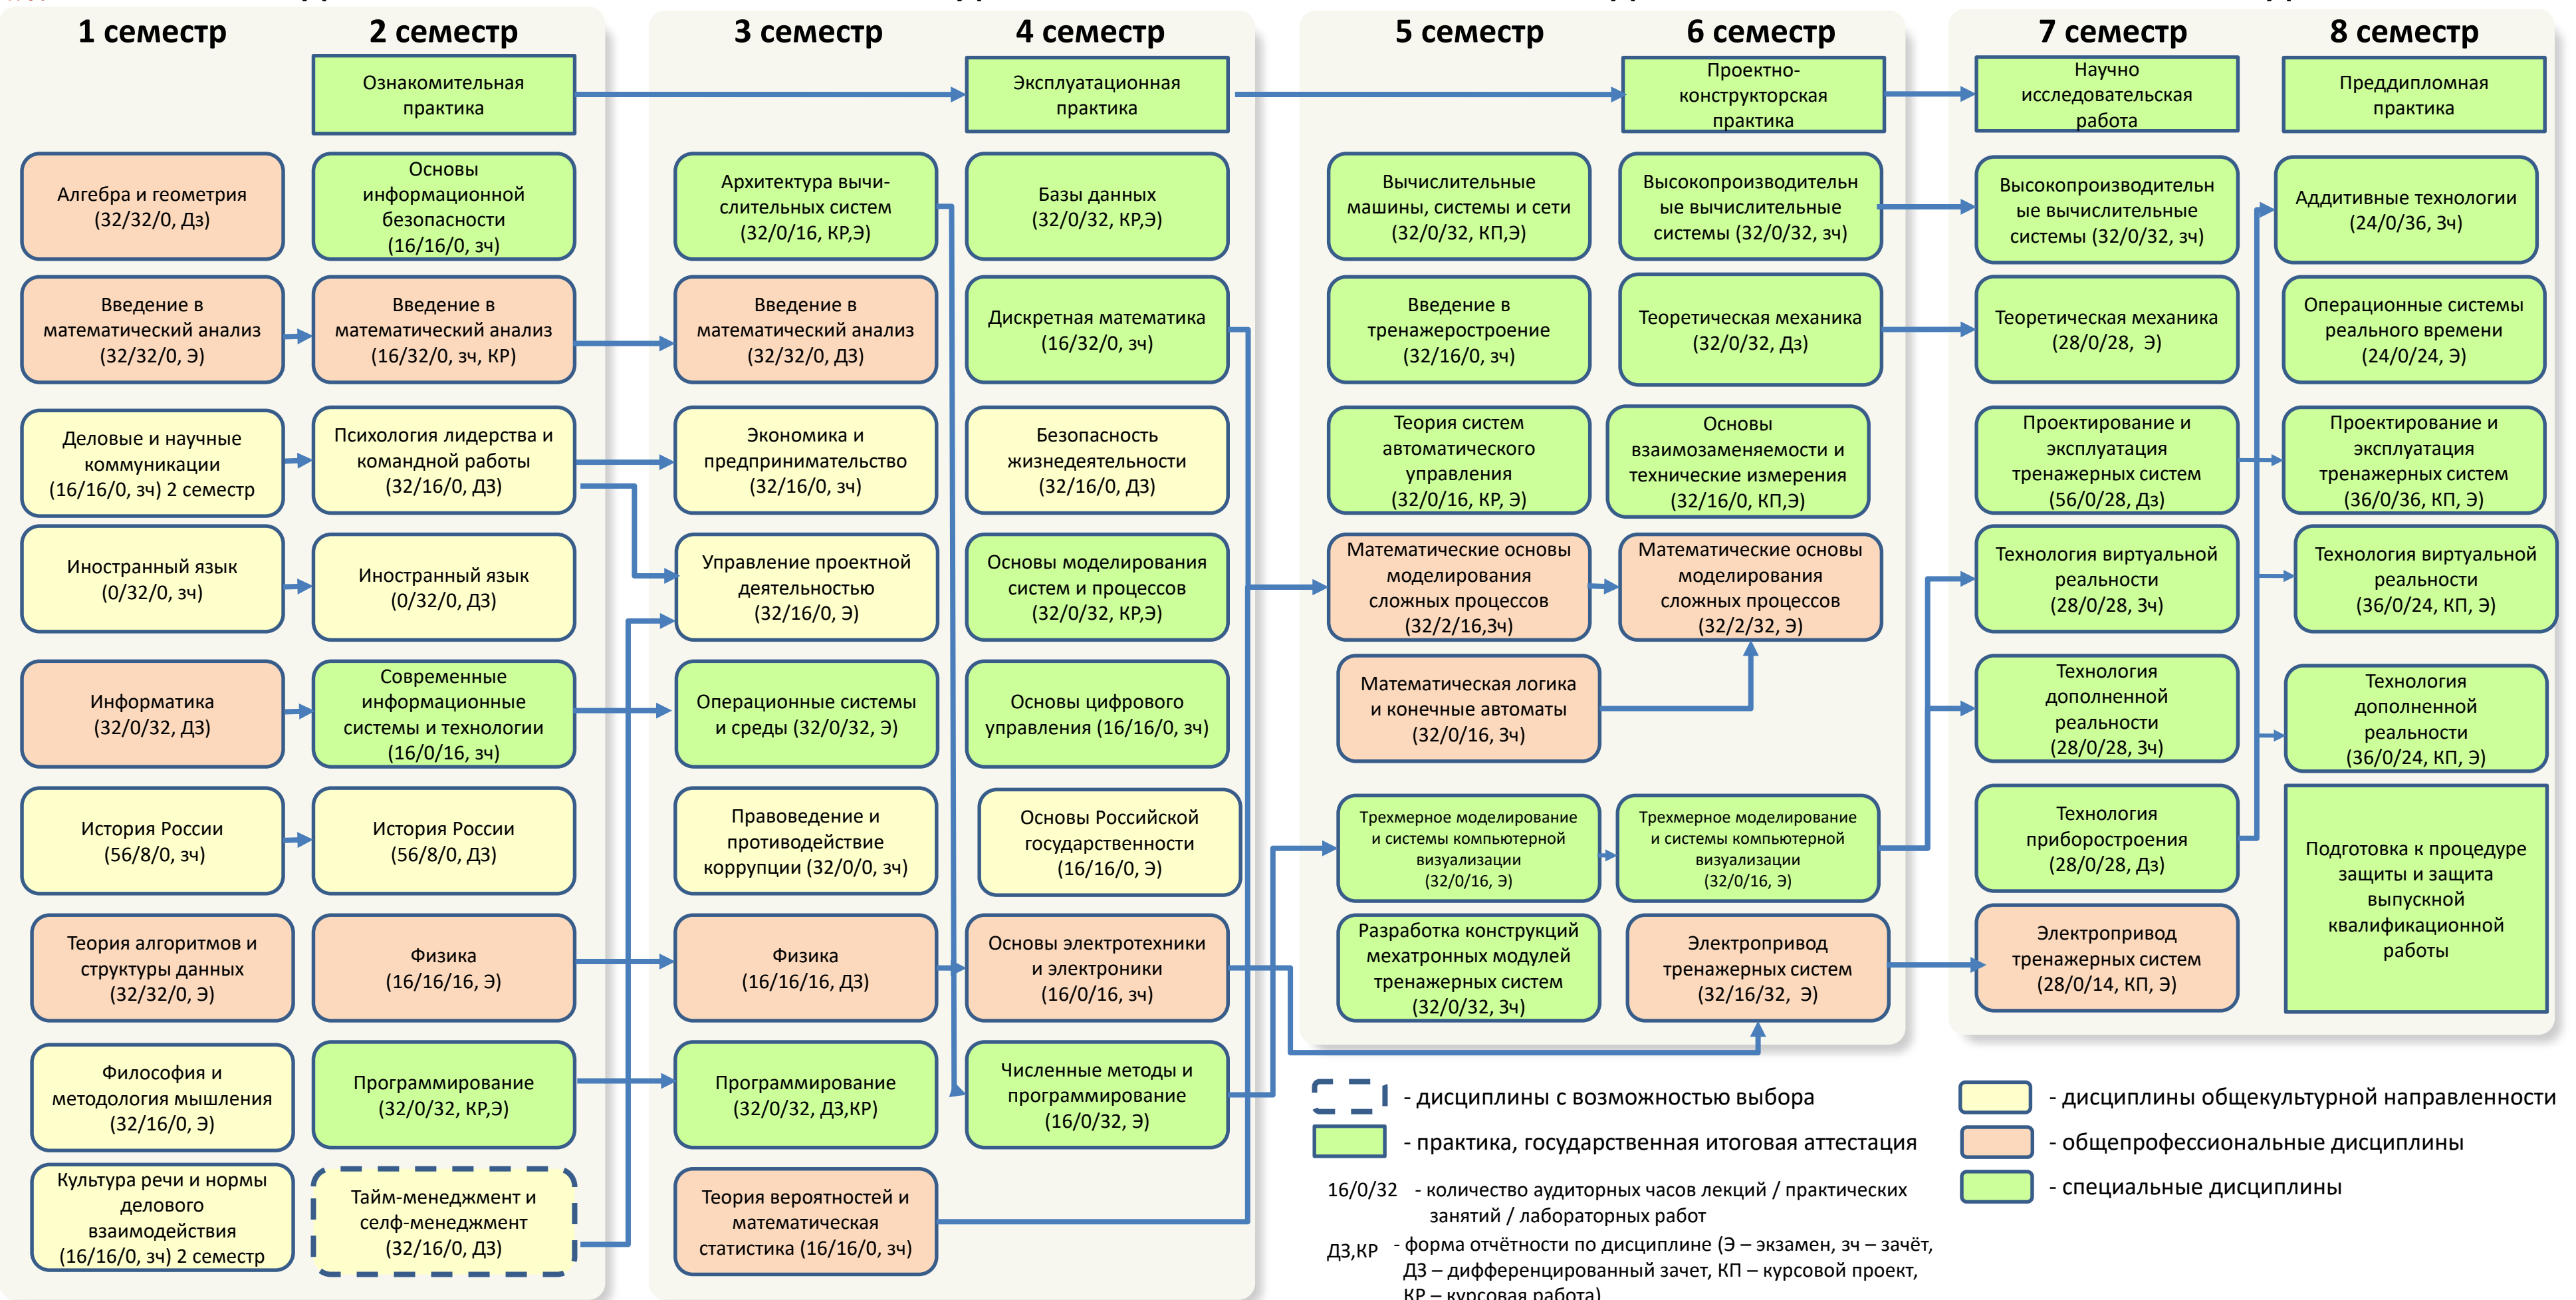 1 семестр
Алгебра и геометрия
(32/32/0, Дз)
Введение в
математический анализ
(32/32/0, Э)
Деловые и научные
коммуникации
(16/16/0, зч) 2 семестр
Иностранный язык
(0/32/0, зч)
Информатика
(32/0/32, ДЗ)
История России
(56/8/0, зч)
Теория алгоритмов и
структуры данных
(32/32/0, Э)
Философия и
методология мышления
(32/16/0, Э)
Культура речи и нормы
делового
взаимодействия
(16/16/0, зч) 2 семестр
2 семестр
Ознакомительная
практика
Основы
информационной
безопасности
(16/16/0, зч)
Введение в
математический анализ
(16/32/0, зч, КР)
Психология лидерства и
командной работы
(32/16/0, ДЗ)
Иностранный язык
(0/32/0, ДЗ)
Современные
информационные
системы и технологии
(16/0/16, зч)
История России
(56/8/0, ДЗ)
Физика
(16/16/16, Э)
Программирование
(32/0/32, КР,Э)
Тайм-менеджмент и
селф-менеджмент
(32/16/0, ДЗ)
3 семестр
Архитектура вычи-
слительных систем
(32/0/16, КР,Э)
Введение в
математический анализ
(32/32/0, ДЗ)
Экономика и
предпринимательство
(32/16/0, зч)
Управление проектной
деятельностью
(32/16/0, Э)
Операционные системы
и среды (32/0/32, Э)
Правоведение и
противодействие
коррупции (32/0/0, зч)
Физика
(16/16/16, ДЗ)
Программирование
(32/0/32, ДЗ,КР)
Теория вероятностей и
математическая
статистика (16/16/0, зч)
4 семестр
Эксплуатационная
практика
Базы данных
(32/0/32, КР,Э)
Дискретная математика
(16/32/0, зч)
Безопасность
жизнедеятельности
(32/16/0, ДЗ)
Основы моделирования
систем и процессов
(32/0/32, КР,Э)
Основы цифрового
управления (16/16/0, зч)
Основы Российской
государственности
(16/16/0, Э)
Основы электротехники
и электроники
(16/0/16, зч)
Численные методы и
программирование
(16/0/32, Э)
5 семестр
Вычислительные
машины, системы и сети
(32/0/32, КП,Э)
Введение в
тренажеростроение
(32/16/0, зч)
Теория систем
автоматического
управления
(32/0/16, КР, Э)
Математические основы
моделирования
сложных процессов
(32/2/16,Зч)
Математическая логика
и конечные автоматы
(32/0/16, Зч)
Трехмерное моделирование
и системы компьютерной
визуализации
(32/0/16, Э)
Разработка конструкций
мехатронных модулей
тренажерных систем
(32/0/32, Зч)
6 семестр
Проектно-
конструкторская
практика
Высокопроизводительн
ые вычислительные
системы (32/0/32, зч)
Теоретическая механика
(32/0/32, Дз)
Основы
взаимозаменяемости и
технические измерения
(32/16/0, КП,Э)
Математические основы
моделирования
сложных процессов
(32/2/32, Э)
Трехмерное моделирование
и системы компьютерной
визуализации
(32/0/16, Э)
Электропривод
тренажерных систем
(32/16/32, Э)
7 семестр
Научно
исследовательская
работа
Высокопроизводительн
ые вычислительные
системы (32/0/32, зч)
Теоретическая механика
(28/0/28, Э)
Проектирование и
эксплуатация
тренажерных систем
(56/0/28, Дз)
Технология виртуальной
реальности
(28/0/28, Зч)
Технология
дополненной
реальности
(28/0/28, Зч)
Технология
приборостроения
(28/0/28, Дз)
Электропривод
тренажерных систем
(28/0/14, КП, Э)
8 семестр
Преддипломная
практика
Аддитивные технологии
(24/0/36, Зч)
Операционные системы
реального времени
(24/0/24, Э)
Проектирование и
эксплуатация
тренажерных систем
(36/0/36, КП, Э)
Технология виртуальной
реальности
(36/0/24, КП, Э)
Технология
дополненной
реальности
(36/0/24, КП, Э)
Подготовка к процедуре
защиты и защита
выпускной
квалификационной
работы
- дисциплины с возможностью выбора
- практика, государственная итоговая аттестация
16/0/32 - количество аудиторных часов лекций / практических
занятий / лабораторных работ
ДЗ,КР - форма отчётности по дисциплине (Э – экзамен, зч – зачёт,
ДЗ – дифференцированный зачет, КП – курсовой проект,
КР – курсовая работа)
- дисциплины общекультурной направленности
- общепрофессиональные дисциплины
- специальные дисциплины